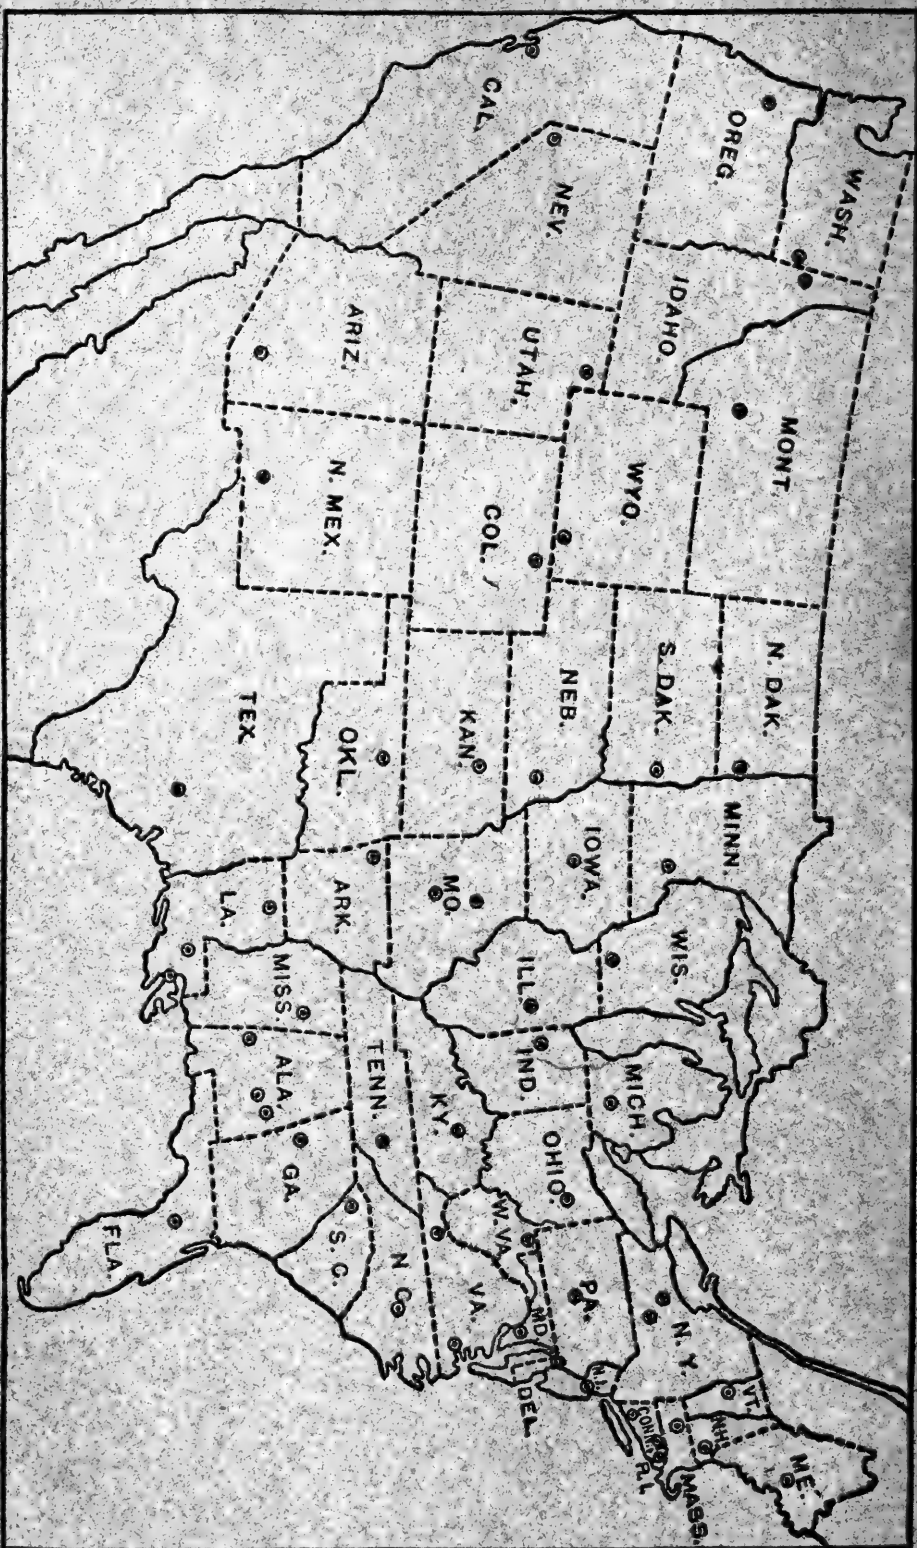 WASH.
OREG.
CAL.
NEV.
IDAHO.
MONT.
WYO.
UTAH.
COL.
ARIZ.
N. MEX.
N. DAK.
S. DAK.
NEB.
KAN.
OKL.
TEX.
MINN.
IOWA.
MO.
ARK.
LA.
WIS.
ILL.
MICH.
IND.
OHIO.
KY.
TENN.
MISS.
ALA.
GA.
FLA.
S. C.
N. C.
VA.
W. VA.
MD.
DEL.
PA.
N. J.
N. Y.
CONN.
R. I.
MASS.
VT.
N.H.
ME.